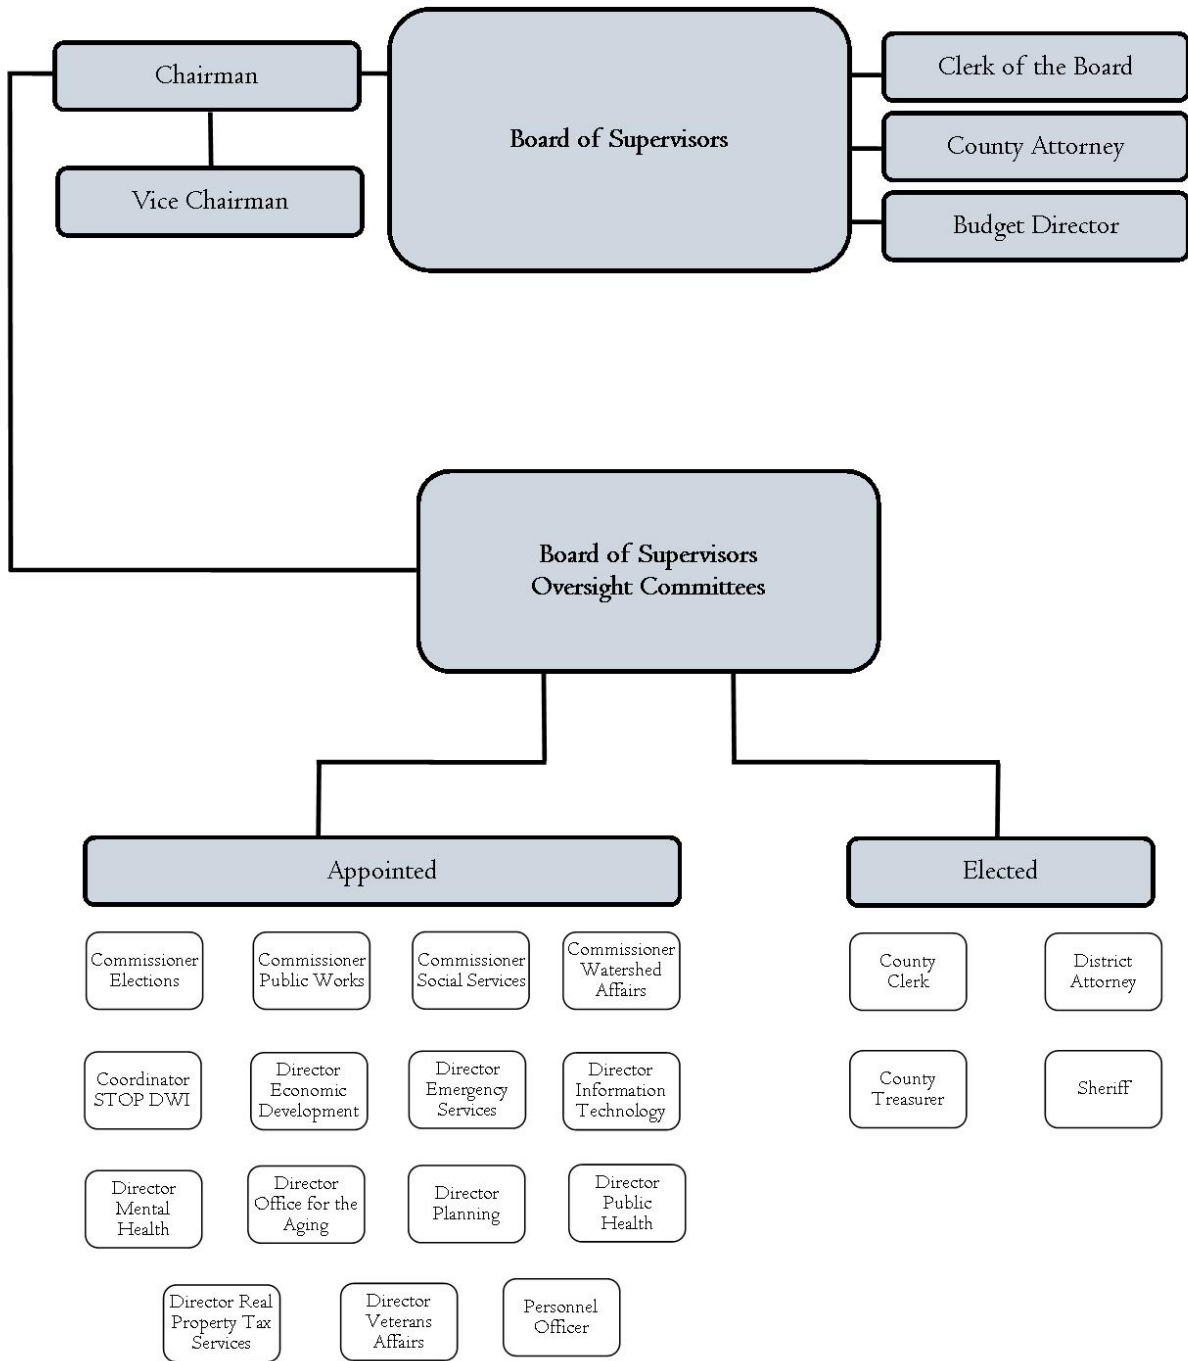 Chairman
Vice Chairman
Board of Supervisors
Clerk of the Board
County Attorney
Budget Director
Board of Supervisors
Oversight Committees
Appointed
Commissioner
Elections
Commissioner
Public Works
Commissioner
Social Services
Commissioner
Watershed
Affairs
Coordinator
STOP DWI
Director
Economic
Development
Director
Emergency
Services
Director
Information
Technology
Director
Mental
Health
Director
Office for the
Aging
Director
Planning
Director
Public
Health
Director Real
Property Tax
Services
Director
Veterans
Affairs
Personnel
Officer
Elected
County
Clerk
District
Attorney
County
Treasurer
Sheriff